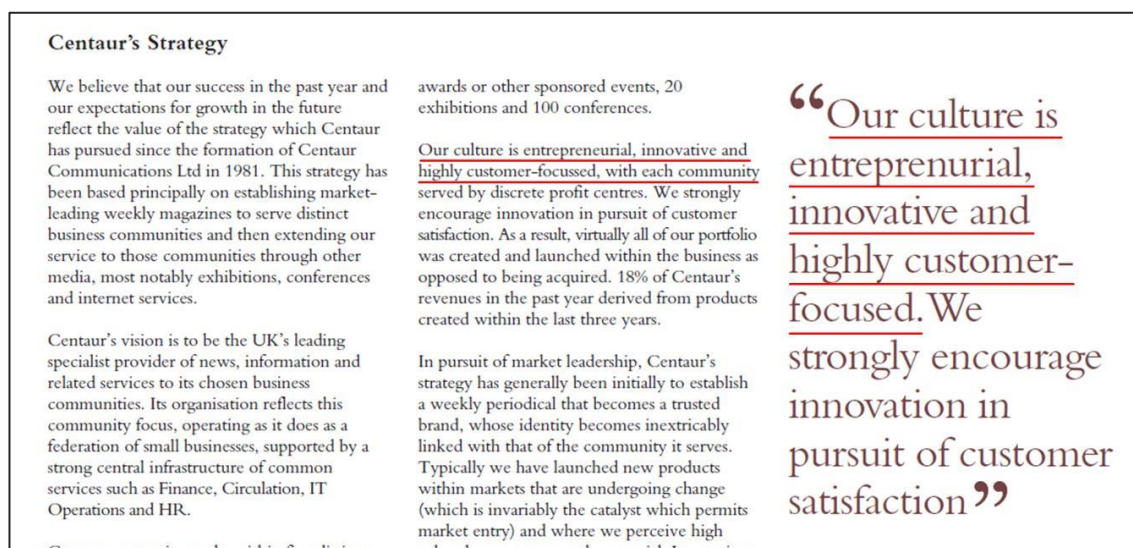 Centaur's Strategy
We believe that our success in the past year and
our expectations for growth in the future
reflect the value of the strategy which Centaur
has pursued since the formation of Centaur
Communications Ltd in 1981. This strategy has
been based principally on establishing market-
leading weekly magazines to serve distinct
business communities and then extending our
service to those communities through other
media, most notably exhibitions, conferences
and internet services.
Centaur's vision is to be the UK's leading
specialist provider of news, information and
related services to its chosen business
communities. Its organisation reflects this
community focus, operating as it does as a
federation of small businesses, supported by a
strong central infrastructure of common
services such as Finance, Circulation, IT
Operations and HR.
awards or other sponsored events, 20
exhibitions and 100 conferences.
Our culture is entrepreneurial, innovative and
highly customer-focussed, with each community
served by discrete profit centres. We strongly
encourage innovation in pursuit of customer
satisfaction. As a result, virtually all of our portfolio
was created and launched within the business as
opposed to being acquired. 18% of Centaur's
revenues in the past year derived from products
created within the last three years.
In pursuit of market leadership, Centaur's
strategy has generally been initially to establish
a weekly periodical that becomes a trusted
brand, whose identity becomes inextricably
linked with that of the community it serves.
Typically we have launched new products
within markets that are undergoing change
(which is invariably the catalyst which permits
market entry) and where we perceive high
“Our culture is
entreprenurial,
innovative and
highly customer-
focused. We
strongly encourage
innovation in
pursuit of customer
satisfaction”